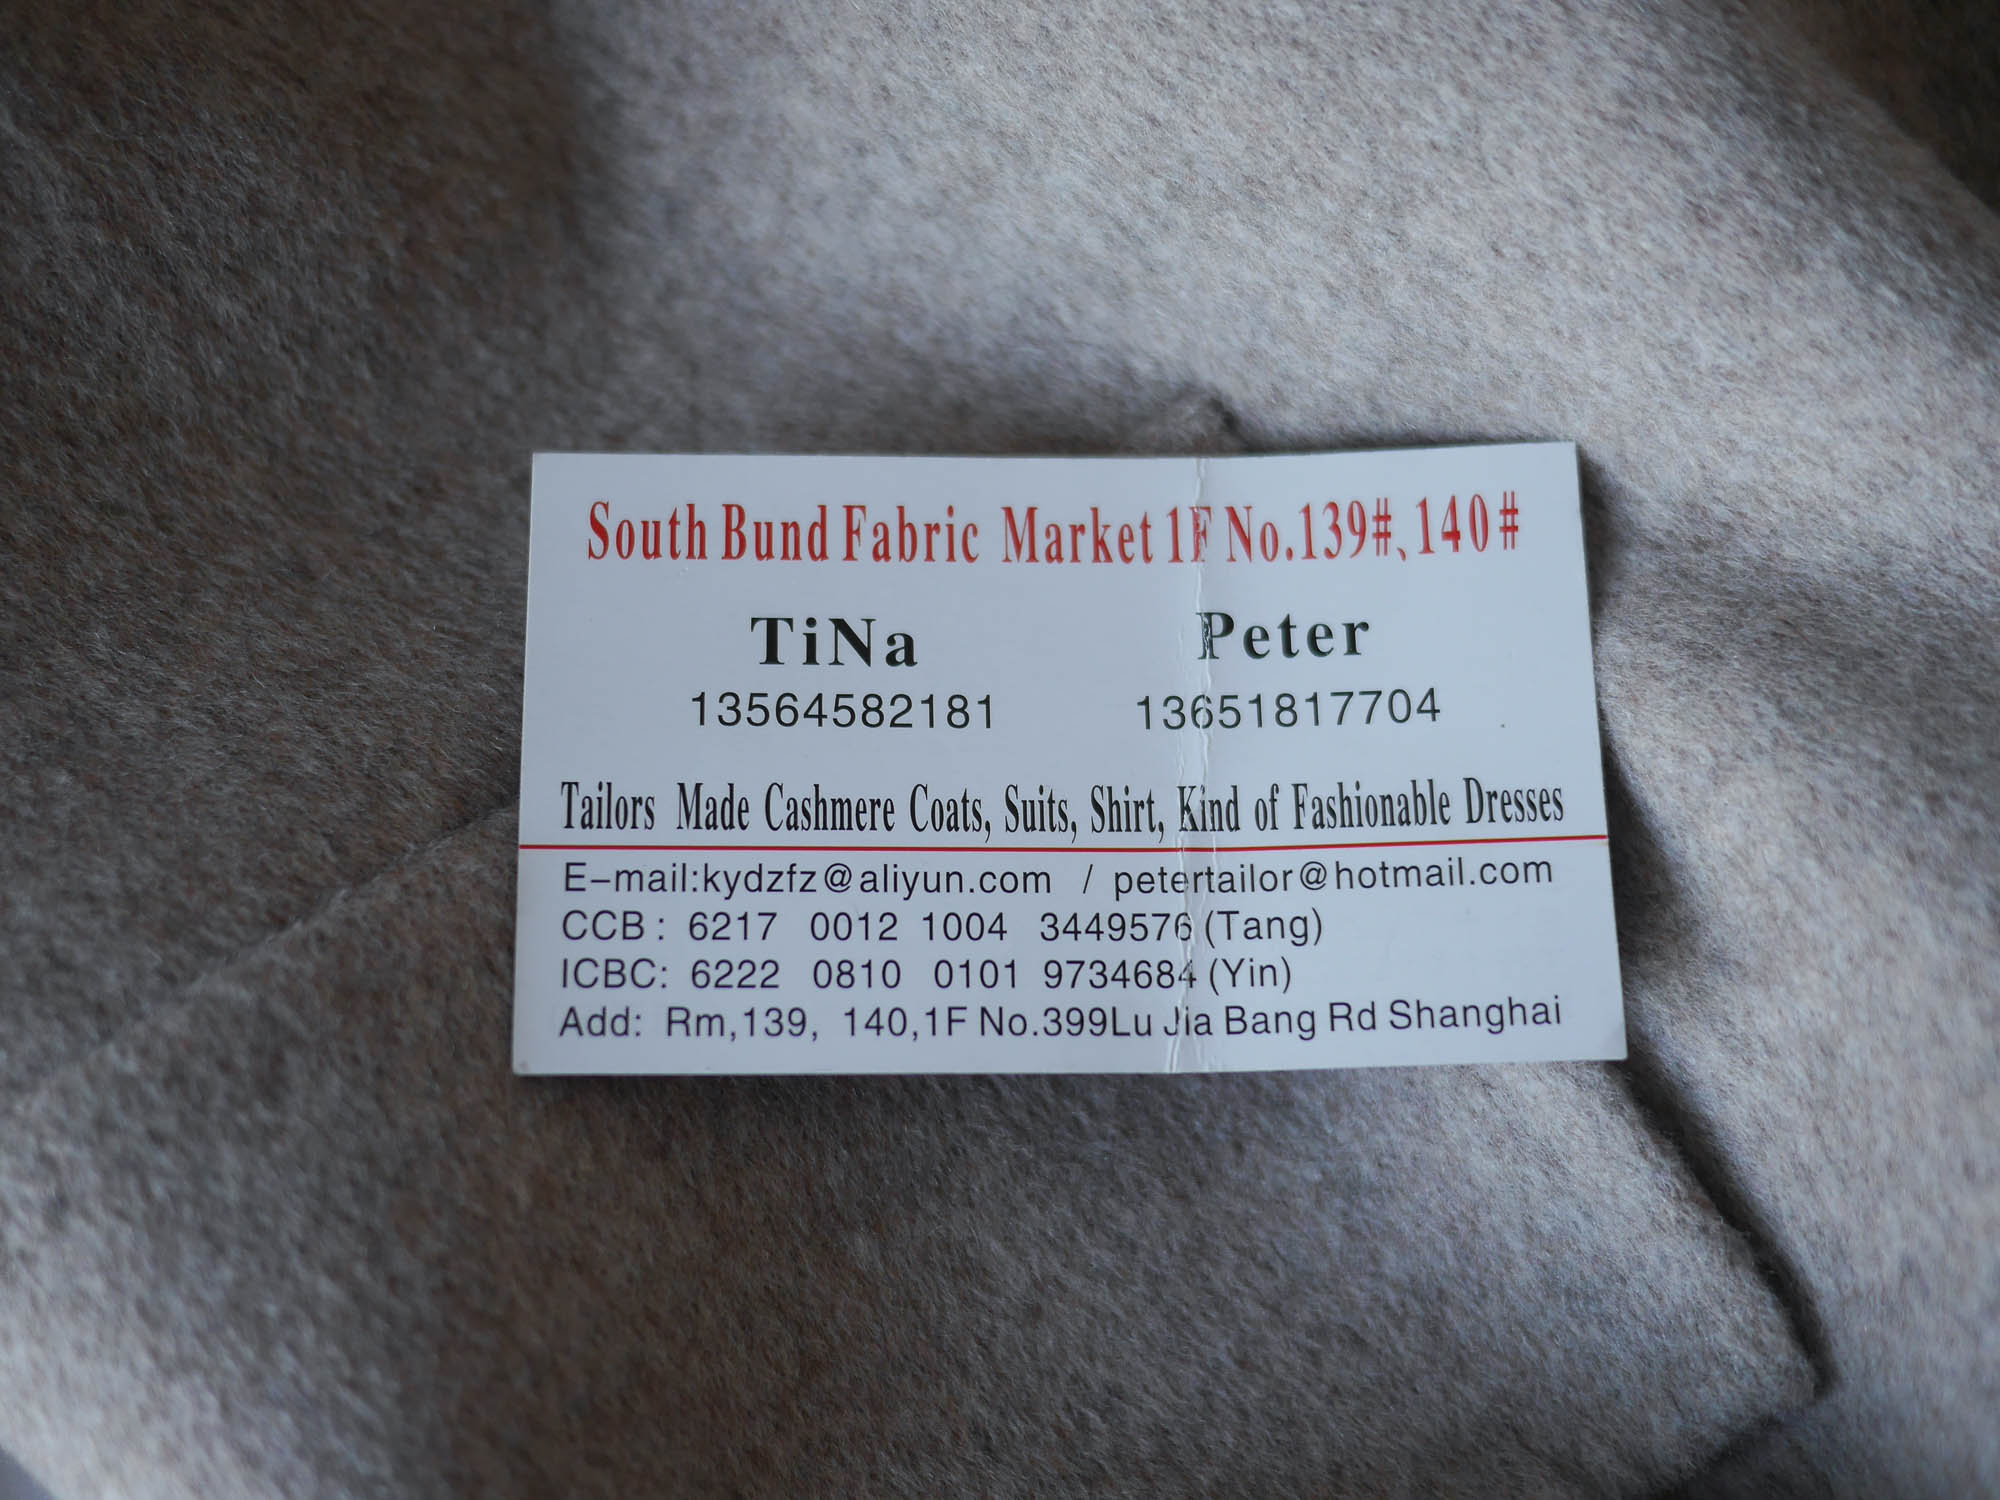 South Bund Fabric Market 1F No.139#、140#
TiNa Peter
13564582181 13651817704
Tailors Made Cashmere Coats, Suits, Shirt, Kind of Fashionable Dresses
E-mail:kydzfz@aliyun.com / petertailor@hotmail.com
CCB: 6217 0012 1004 3449576 (Tang)
ICBC: 6222 0810 0101 9734684 (Yin)
Add: Rm,139, 140,1F No.399Lu Jia Bang Rd Shanghai